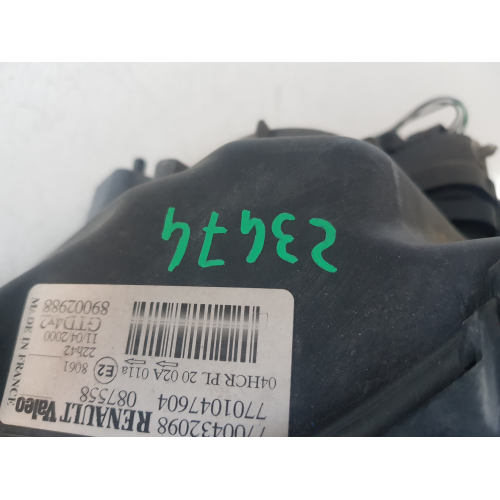 7700432098 RENAULT Valeo
7701047604 087558
04HCR PL 20 02A 011a E2 8061
22h42
11.04.2000
GTD4v2
89002988
MADE IN FRANCE
23474